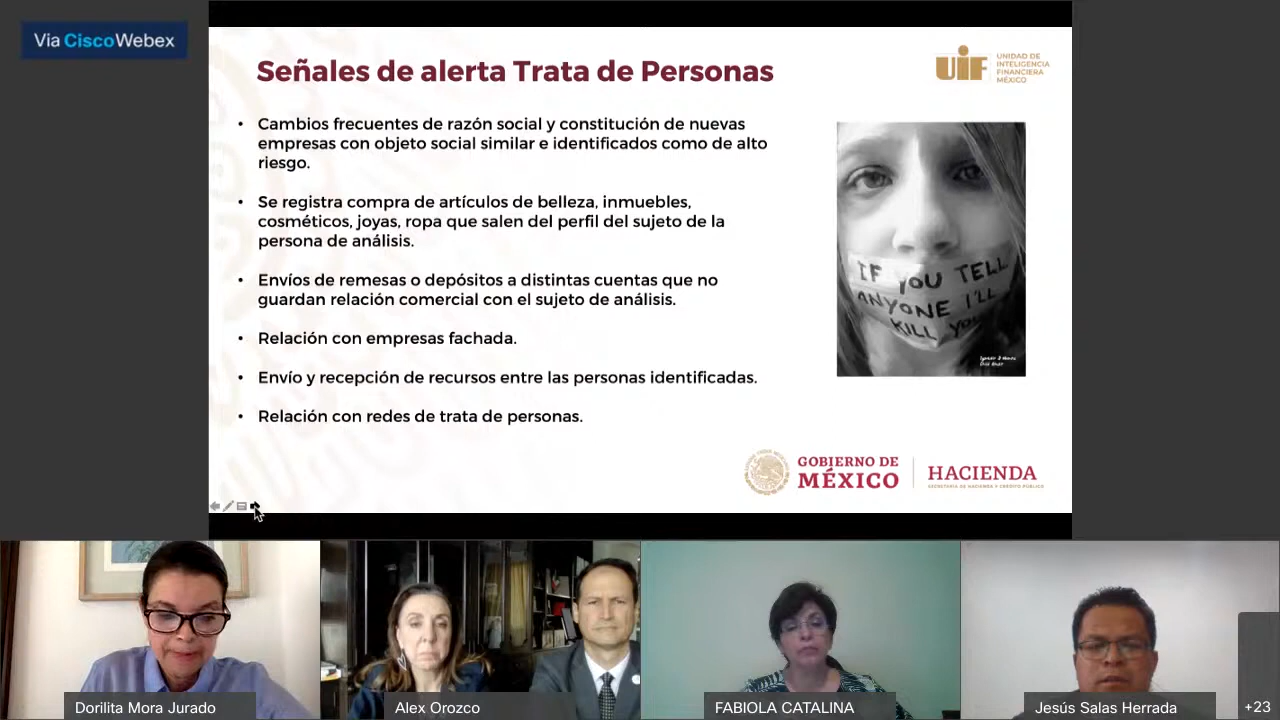 Vía Cisco Webex
Señales de alerta Trata de Personas
UIF
UNIDAD DE
INTELIGENCIA
FINANCIERA
MÉXICO
• Cambios frecuentes de razón social y constitución de nuevas
empresas con objeto social similar e identificados como de alto
riesgo.
• Se registra compra de artículos de belleza, inmuebles,
cosméticos, joyas, ropa que salen del perfil del sujeto de la
persona de análisis.
• Envíos de remesas o depósitos a distintas cuentas que no
guardan relación comercial con el sujeto de análisis.
• Relación con empresas fachada.
• Envío y recepción de recursos entre las personas identificadas.
• Relación con redes de trata de personas.
IF YOU TELL
ANYONE I'LL
KILL YOU
GOBIERNO DE
MÉXICO
HACIENDA
SECRETARÍA DE HACIENDA Y CRÉDITO PÚBLICO
Dorilita Mora Jurado
Alex Orozco
FABIOLA CATALINA
Jesús Salas Herrada
+23